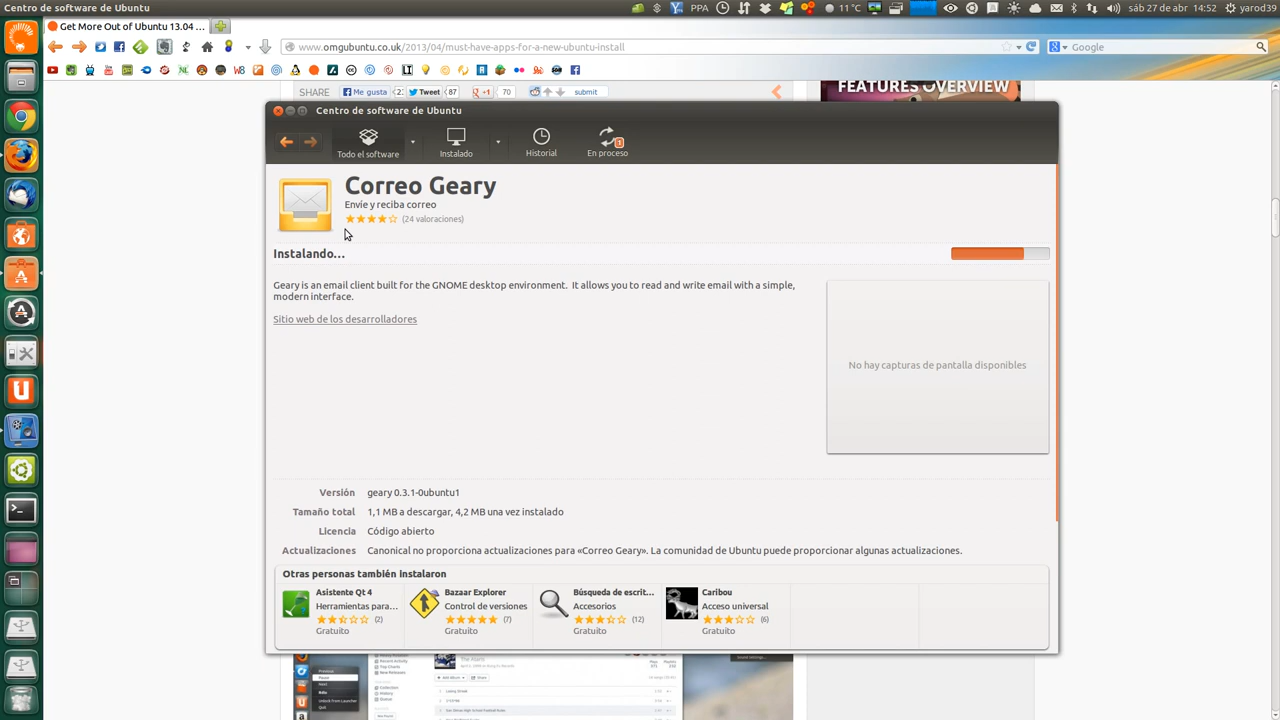 Centro de software de Ubuntu
PPA
11 °C
sáb 27 de abr 14:52
yarod39
Get More Out of Ubuntu 13.04 ...
www.omgubuntu.co.uk/2013/04/must-have-apps-for-a-new-ubuntu-install
Google
SHARE
Me gusta
Tweet
87
+1
70
submit
FEATURES OVERVIEW
Centro de software de Ubuntu
Todo el software
Instalado
Historial
En proceso
3
Correo Geary
Envíe y reciba correo
(24 valoraciones)
Instalando…
Geary is an email client built for the GNOME desktop environment. It allows you to read and write email with a simple,
modern interface.
Sitio web de los desarrolladores
No hay capturas de pantalla disponibles
Versión geary 0.3.1-0ubuntu1
Tamaño total 1,1 MB a descargar, 4,2 MB una vez instalado
Licencia Código abierto
Actualizaciones Canonical no proporciona actualizaciones para «Correo Geary». La comunidad de Ubuntu puede proporcionar algunas actualizaciones.
Otras personas también instalaron
Asistente Qt 4
Herramientas para…
(2)
Gratuito
Bazaar Explorer
Control de versiones
(7)
Gratuito
Búsqueda de escrit…
Accesorios
(12)
Gratuito
Caribou
Acceso universal
(6)
Gratuito